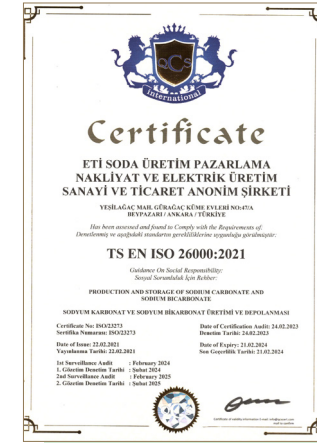 QCS
international
Certificate
ETİ SODA ÜRETİM PAZARLAMA
NAKLİYAT VE ELEKTRİK ÜRETİM
SANAYİ VE TİCARET ANONİM ŞİRKETİ
YEŞİLAĞAÇ MAH. GÜRAĞAÇ KÜME EVLERİ NO:47/A
BEYPAZARI / ANKARA / TÜRKİYE
Has been assessed and found to Comply with the Requirements of.
Denetlenmiş ve aşağıdaki standartın gerekliliklerine uygunluğu görülmüştür.
TS EN ISO 26000:2021
Guidance On Social Responsibility:
Sosyal Sorumluluk İçin Rehber:
PRODUCTION AND STORAGE OF SODIUM CARBONATE AND
SODIUM BICARBONATE
SODYUM KARBONAT VE SODYUM BİKARBONAT ÜRETİMİ VE DEPOLANMASI
Certificate No: ISO/23273 Date of Certification Audit: 24.02.2023
Sertifika Numarası: ISO/23273 Denetim Tarihi: 24.02.2023
Date of Issue: 22.02.2021 Date of Expiry: 21.02.2024
Yayınlanma Tarihi: 22.02.2021 Son Geçerlilik Tarihi: 21.02.2024
1st Surveillance Audit : February 2024
1. Gözetim Denetim Tarihi : Şubat 2024
2nd Surveillance Audit : February 2025
2. Gözetim Denetim Tarihi : Şubat 2025